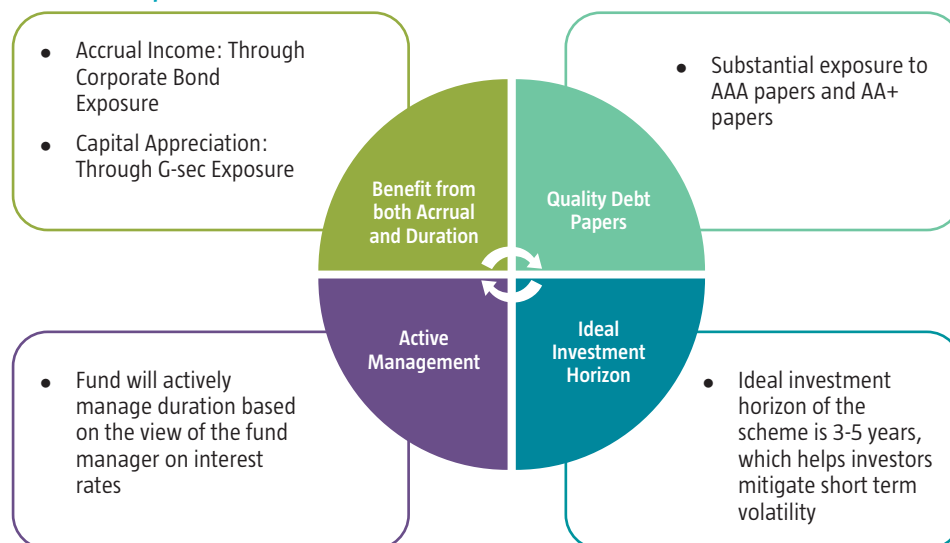 ● Accrual Income: Through
Corporate Bond
Exposure
● Capital Appreciation:
Through G-sec Exposure
Benefit from
both Acrrual
and Duration
● Substantial exposure to
AAA papers and AA+
papers
Quality Debt
Papers
Active
Management
● Fund will actively
manage duration based
on the view of the fund
manager on interest
rates
Ideal
Investment
Horizon
● Ideal investment
horizon of the
scheme is 3-5 years,
which helps investors
mitigate short term
volatility